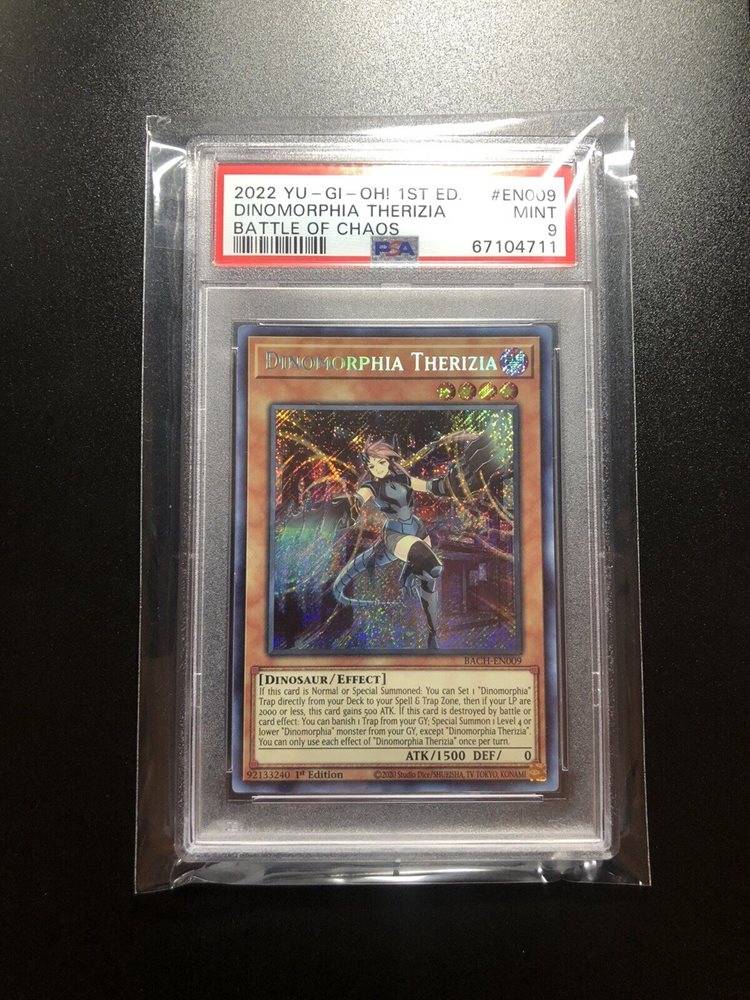 2022 YU-GI-OH! 1ST ED. #EN009
DINOMORPHIA THERIZIA MINT
BATTLE OF CHAOS 9
PSA 67104711
DINOMORPHIA THERIZIA
BACH-EN009
[DINOSAUR/EFFECT]
If this card is Normal or Special Summoned: You can Set 1 "Dinomorphia"
Trap directly from your Deck to your Spell & Trap Zone, then if your LP are
2000 or less, this card gains 500 ATK. If this card is destroyed by battle or
card effect: You can banish 1 Trap from your GY; Special Summon 1 Level 4 or
lower "Dinomorphia" monster from your GY, except "Dinomorphia Therizia".
You can only use each effect of "Dinomorphia Therizia" once per turn.
ATK/1500 DEF/ 0
92133240 1st Edition ©2020 Studio Dice/SHUEISHA, TV TOKYO, KONAMI